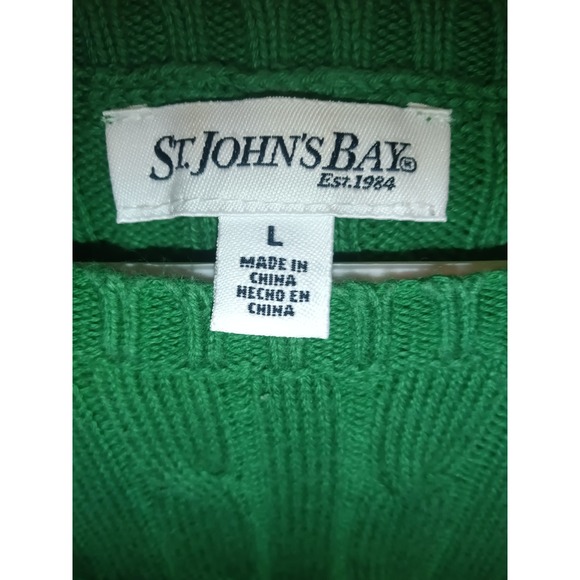 ST. JOHN'S BAY®
EST. 1984
L
MADE IN
CHINA
HECHO EN
CHINA